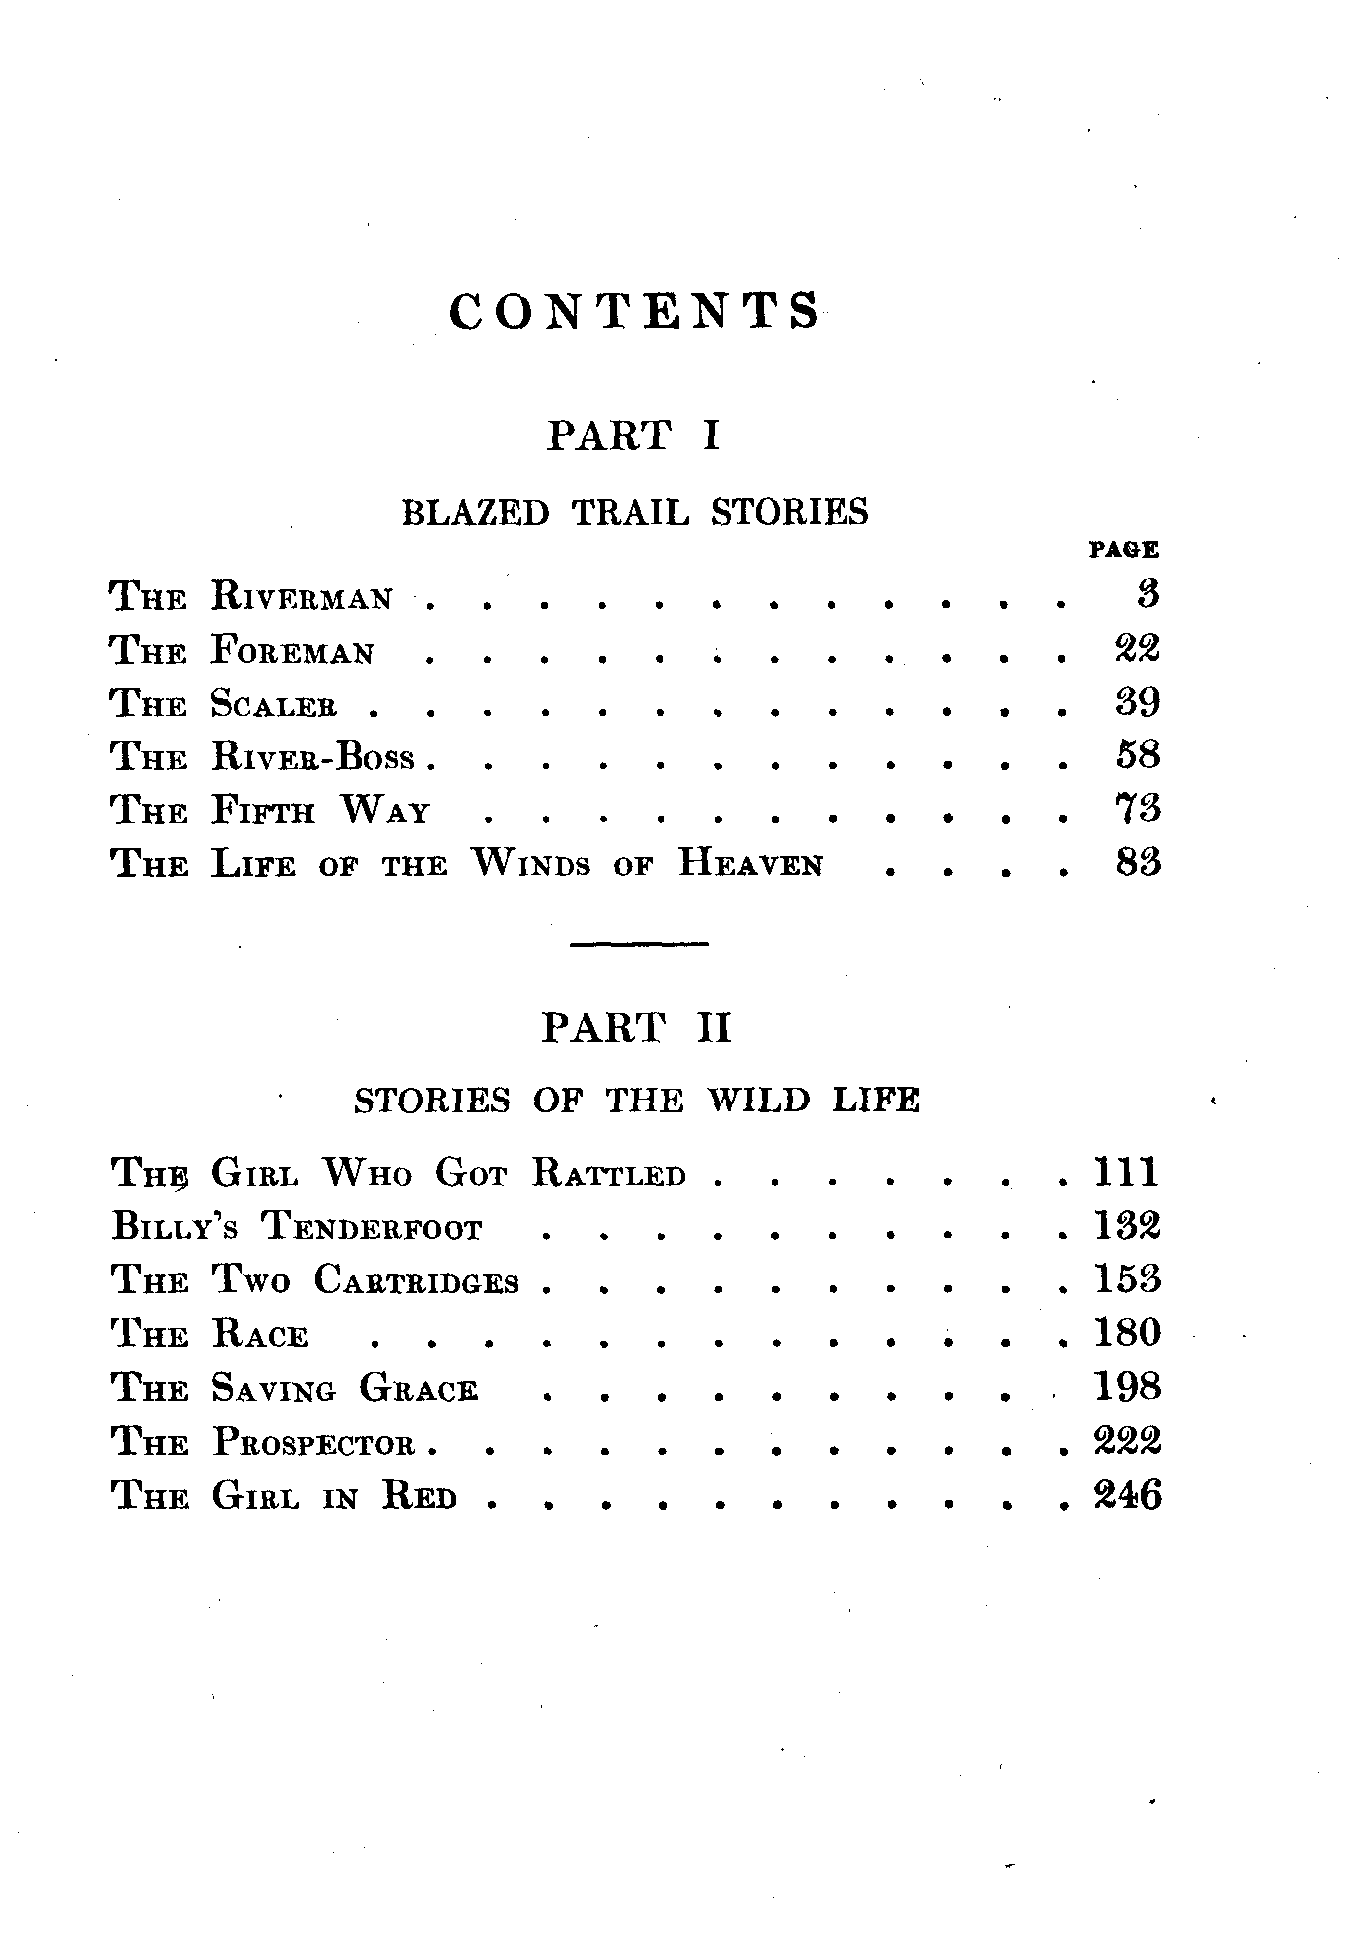 CONTENTS
PART I
BLAZED TRAIL STORIES
PAGE
THE RIVERMAN . . . . . . . . . . . . 3
THE FOREMAN . . . . . . . . . . . . 22
THE SCALER . . . . . . . . . . . . . 39
THE RIVER-BOSS . . . . . . . . . . . . 58
THE FIFTH WAY . . . . . . . . . . . 73
THE LIFE OF THE WINDS OF HEAVEN . . . . 83
PART II
STORIES OF THE WILD LIFE
THE GIRL WHO GOT RATTLED . . . . . . . 111
BILLY'S TENDERFOOT . . . . . . . . . . 132
THE TWO CARTRIDGES . . . . . . . . . . 153
THE RACE . . . . . . . . . . . . . 180
THE SAVING GRACE . . . . . . . . . . 198
THE PROSPECTOR . . . . . . . . . . . . 222
THE GIRL IN RED . . . . . . . . . . . 246